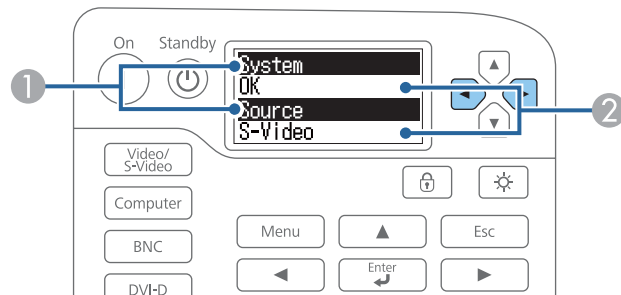 On Standby
1
System
OK
Source
S-Video
2
Video/
S-Video
Computer
BNC
DVI-D
Menu
Esc
Enter